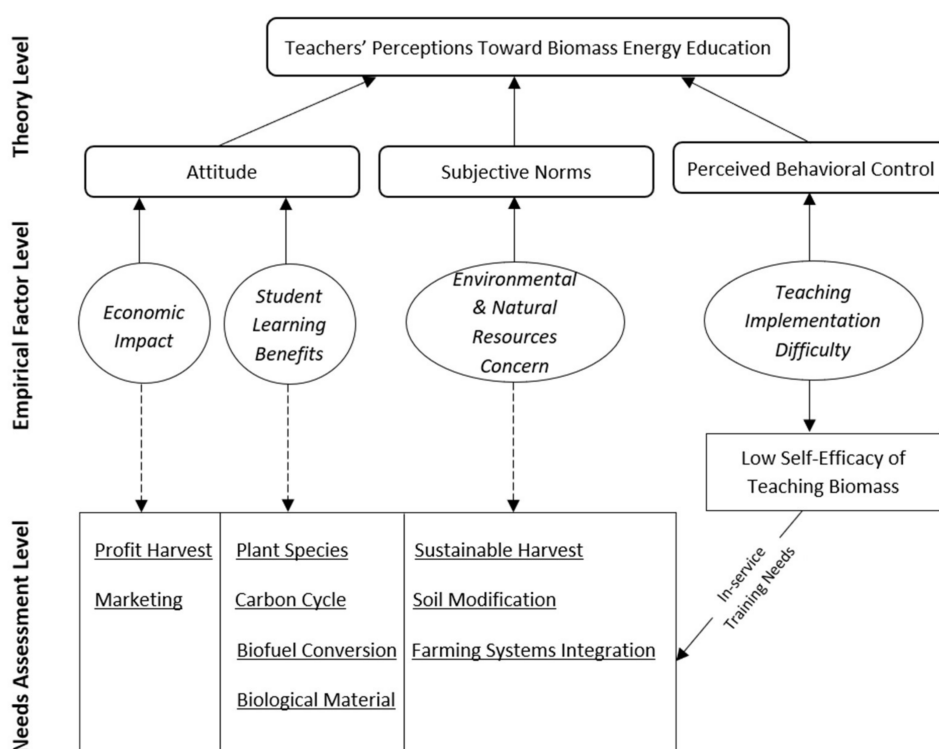 Theory Level
Teachers’ Perceptions Toward Biomass Energy Education
Attitude
Subjective Norms
Perceived Behavioral Control
Empirical Factor Level
Economic
Impact
Student
Learning
Benefits
Environmental
& Natural
Resources
Concern
Teaching
Implementation
Difficulty
Low Self-Efficacy of
Teaching Biomass
In-service
Training Needs
Needs Assessment Level
Profit Harvest
Marketing
Plant Species
Carbon Cycle
Biofuel Conversion
Biological Material
Sustainable Harvest
Soil Modification
Farming Systems Integration